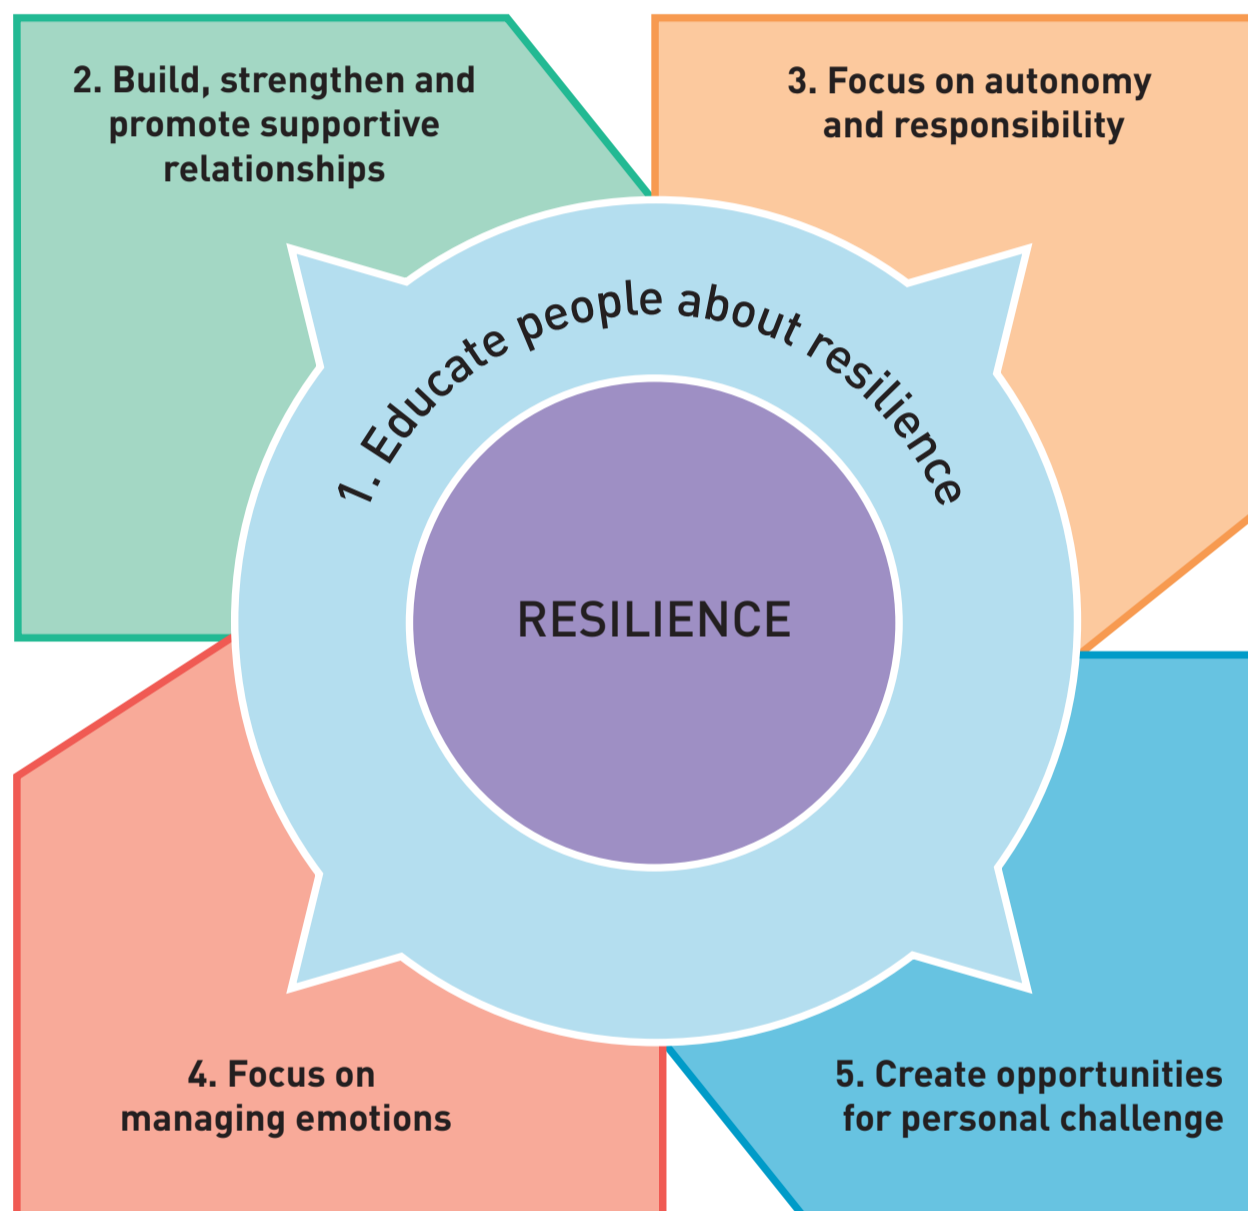 2. Build, strengthen and
promote supportive
relationships
3. Focus on autonomy
and responsibility
1. Educate people about resilience
RESILIENCE
4. Focus on
managing emotions
5. Create opportunities
for personal challenge